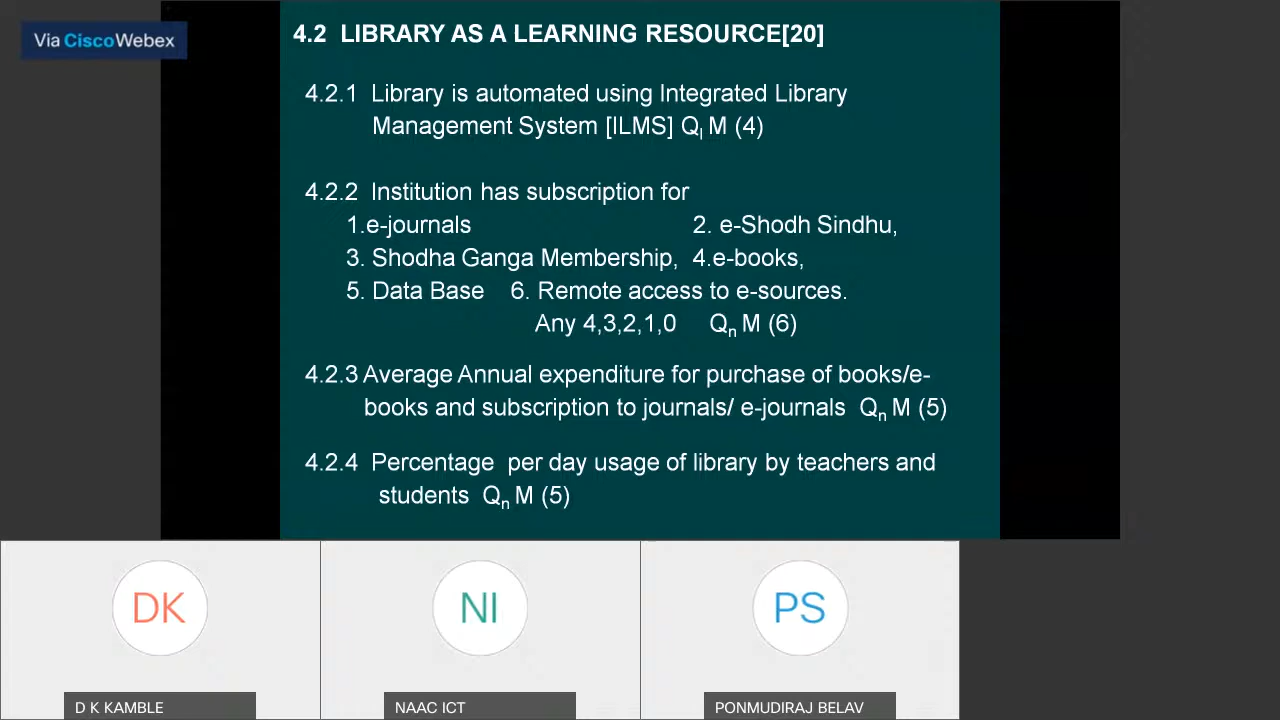 Via CiscoWebex
4.2 LIBRARY AS A LEARNING RESOURCE[20]
4.2.1 Library is automated using Integrated Library
Management System [ILMS] Ql M (4)
4.2.2 Institution has subscription for
1.e-journals 2. e-Shodh Sindhu,
3. Shodha Ganga Membership, 4.e-books,
5. Data Base 6. Remote access to e-sources.
Any 4,3,2,1,0 Qn M (6)
4.2.3 Average Annual expenditure for purchase of books/e-
books and subscription to journals/ e-journals Qn M (5)
4.2.4 Percentage per day usage of library by teachers and
students Qn M (5)
DK NI PS
D K KAMBLE NAAC ICT PONMUDIRAJ BELAV